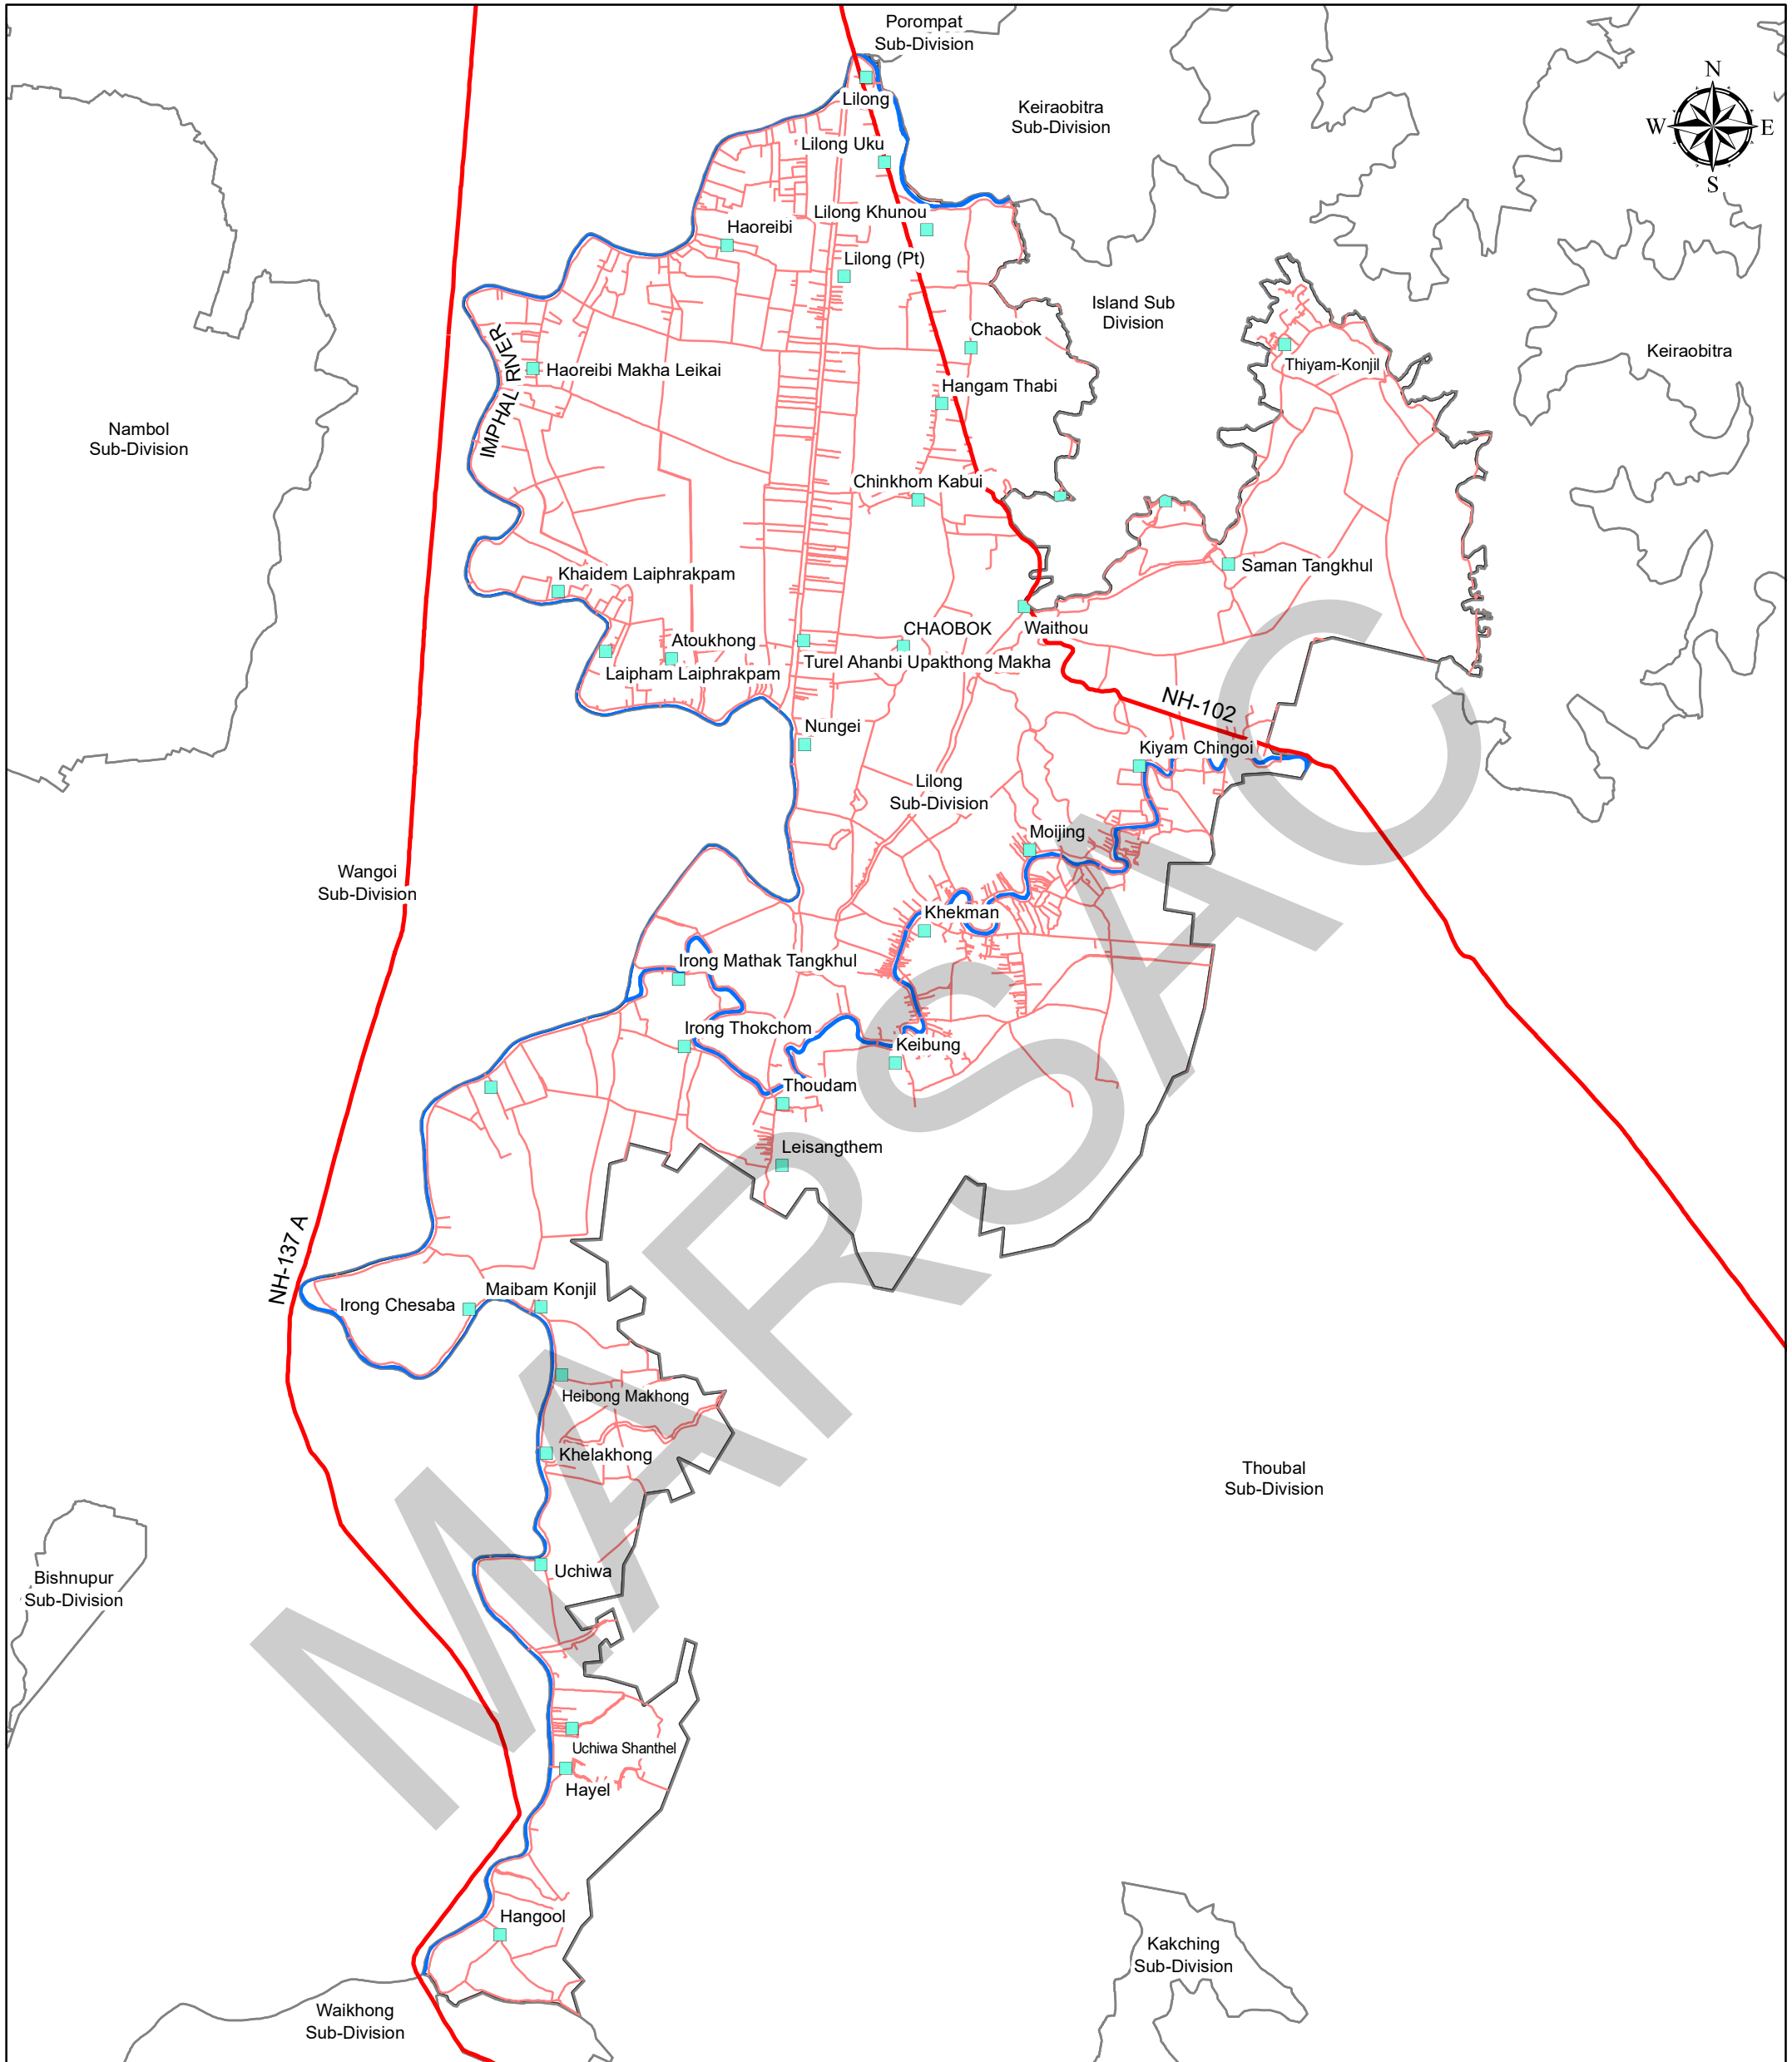 Porompat
Sub-Division
N
W
E
S
Lilong
Keiraobitra
Sub-Division
Lilong Uku
Lilong Khunou
Haoreibi
Lilong (Pt)
Island Sub
Division
Chaobok
Keiraobitra
Thiyam-Konjil
IMPHAL RIVER
Haoreibi Makha Leikai
Hangam Thabi
Nambol
Sub-Division
Chinkhom Kabui
Saman Tangkhul
Khaidem Laiphrakpam
CHAOBOK
Waithou
Atoukhong
Turel Ahanbi Upakthong Makha
Laipham Laiphrakpam
NH-102
Nungei
Kiyam Chingoi
Lilong
Sub-Division
Moijing
Wangoi
Sub-Division
Khekman
Irong Mathak Tangkhul
Irong Thokchom
Keibung
Thoudam
Leisangthem
NH-137 A
Maibam Konjil
Irong Chesaba
Heibong Makhong
Khelakhong
Thoubal
Sub-Division
Uchiwa
Bishnupur
Sub-Division
Uchiwa Shanthel
Hayel
Hangool
Kakching
Sub-Division
Waikhong
Sub-Division
MARSAC